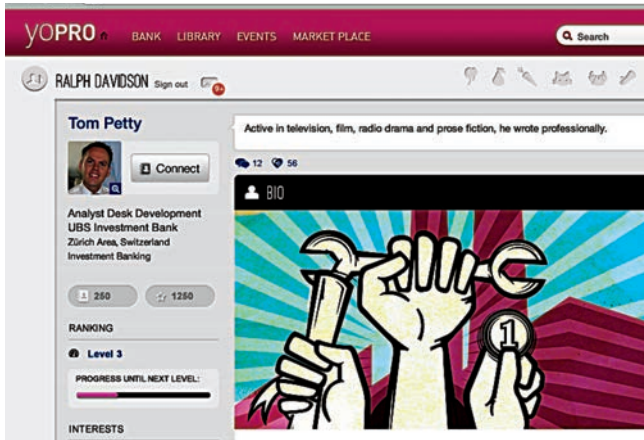 YOPRO
BANK LIBRARY EVENTS MARKET PLACE
Search
RALPH DAVIDSON Sign out 9+
Tom Petty
Active in television, film, radio drama and prose fiction, he wrote professionally.
Connect
12 56
BIO
Analyst Desk Development
UBS Investment Bank
Zürich Area, Switzerland
Investment Banking
250 1250
RANKING
Level 3
PROGRESS UNTIL NEXT LEVEL:
INTERESTS
1